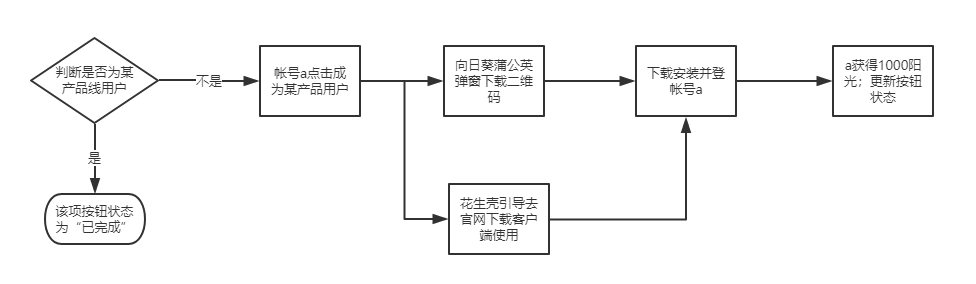 判断是否为某
产品线用户
不是
是
该项按钮状态
为“已完成”
帐号a点击成
为某产品用户
向日葵蒲公英
弹窗下载二维
码
花生壳引导去
官网下载客户
端使用
下载安装并登
帐号a
a获得1000阳
光；更新按钮
状态